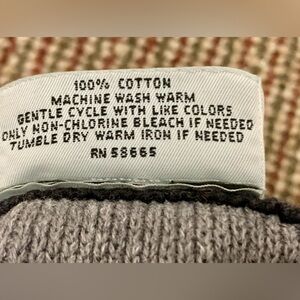 100% COTTON
MACHINE WASH WARM
GENTLE CYCLE WITH LIKE COLORS
ONLY NON-CHLORINE BLEACH IF NEEDED
TUMBLE DRY WARM IRON IF NEEDED
RN 58665